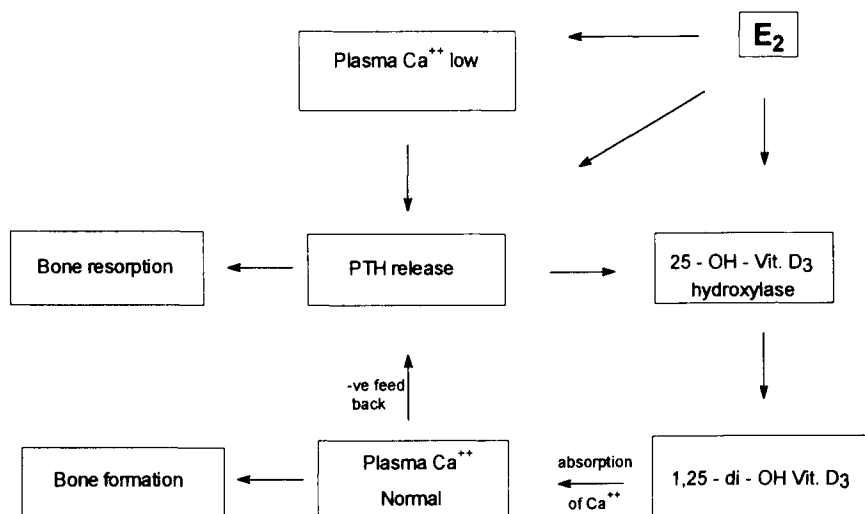 E₂
Plasma Ca⁺⁺ low
Bone resorption
PTH release
25 - OH - Vit. D₃
hydroxylase
-ve feed
back
Bone formation
Plasma Ca⁺⁺
Normal
absorption
of Ca⁺⁺
1,25 - di - OH Vit. D₃